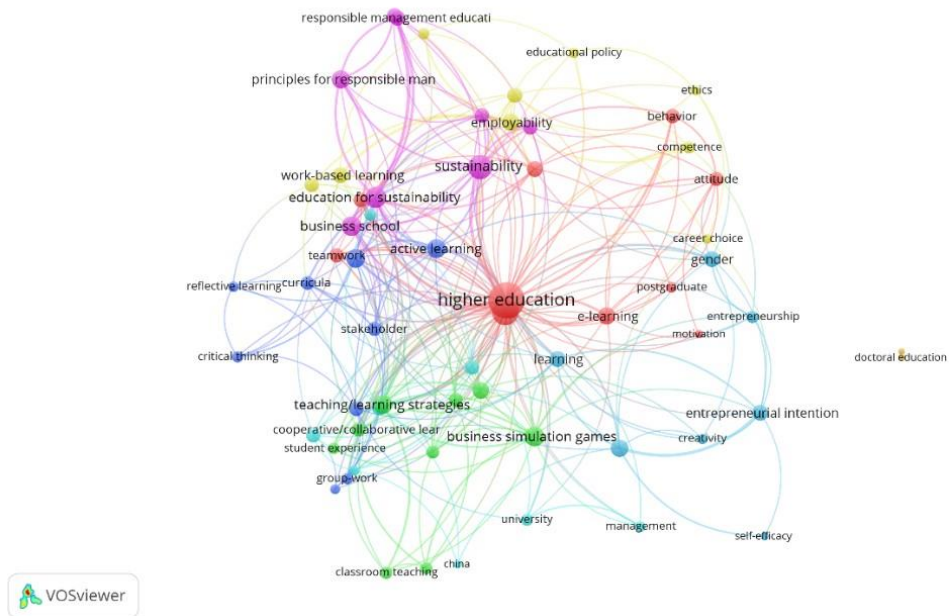 responsible management educati
educational policy
principles for responsible man
ethics
behavior
employability
competence
sustainability
work-based learning
attitude
education for sustainability
business school
career choice
active learning
teamwork
gender
curricula
reflective learning
postgraduate
higher education
e-learning
entrepreneurship
stakeholder
motivation
critical thinking
learning
doctoral education
teaching/learning strategies
entrepreneurial intention
cooperative/collaborative lear
business simulation games
creativity
student experience
group-work
university
management
self-efficacy
china
classroom teaching
VOSviewer